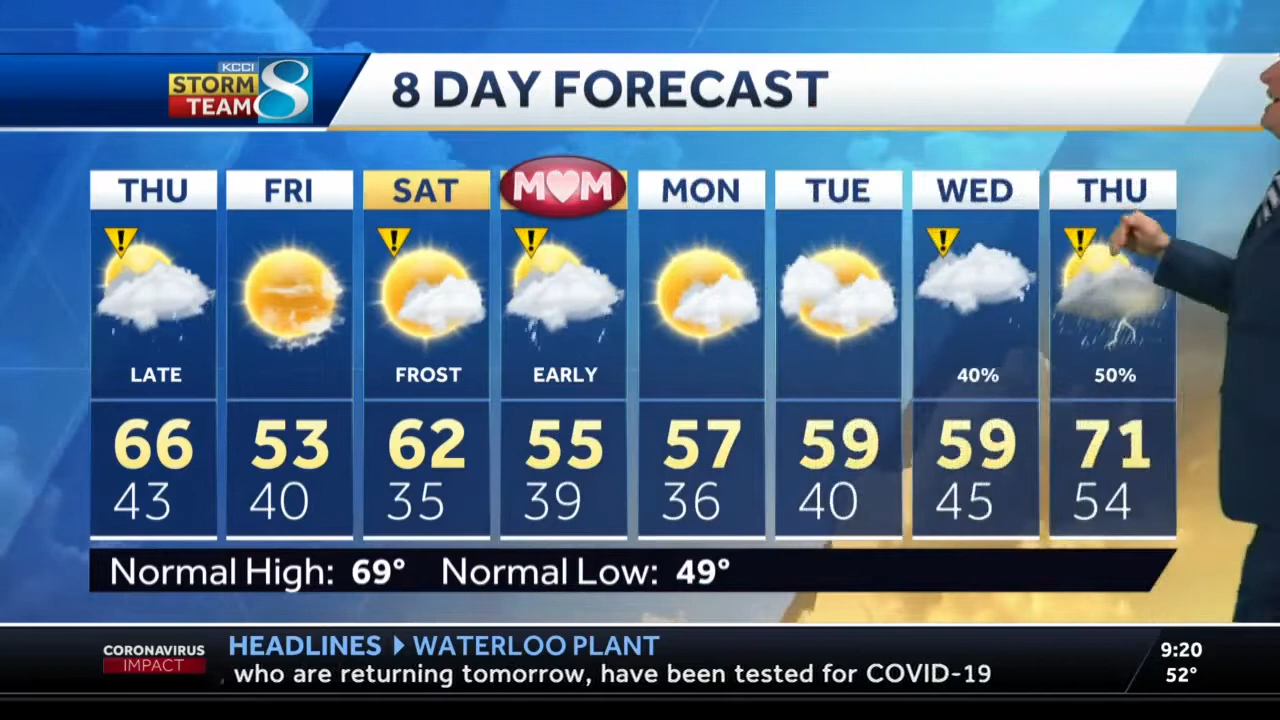 KCCI
STORM
TEAM 8
8 DAY FORECAST
THU FRI SAT M♥M MON TUE WED THU
! ! ! ! !
LATE FROST EARLY 40% 50%
66 53 62 55 57 59 59 71
43 40 35 39 36 40 45 54
Normal High: 69° Normal Low: 49°
CORONAVIRUS
IMPACT
HEADLINES WATERLOO PLANT
who are returning tomorrow, have been tested for COVID-19
9:20
52°